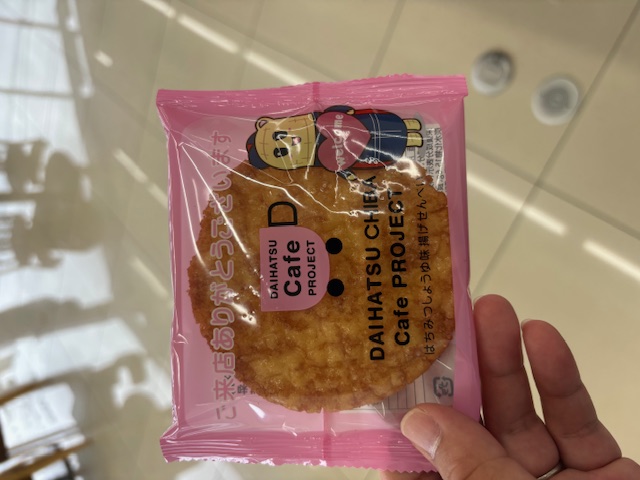 ご来店ありがとうございます
Welcome
D
DAIHATSU
Cafe
PROJECT
DAIHATSU CHIBA
Cafe PROJECT
はちみつしょうゆ味 揚げせんべい